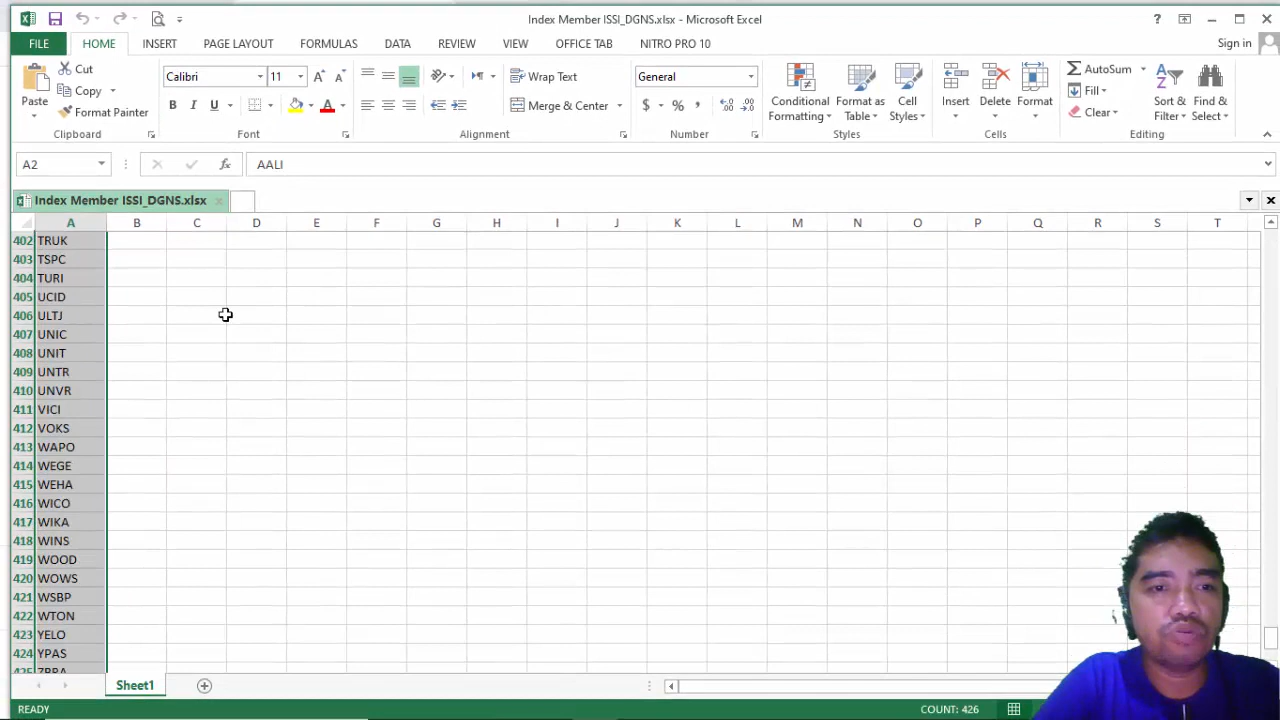 Index Member ISSI_DGNS.xlsx - Microsoft Excel
?
FILE HOME INSERT PAGE LAYOUT FORMULAS DATA REVIEW VIEW OFFICE TAB NITRO PRO 10 Sign in
Paste
Cut
Copy
Format Painter
Calibri 11
B I U
Wrap Text
Merge & Center
General
$ % ,
Conditional Formatting
Format as Table
Cell Styles
Insert
Delete
Format
AutoSum
Fill
Clear
Sort & Filter
Find & Select
Clipboard Font Alignment Number Styles Cells Editing
A2 fx AALI
Index Member ISSI_DGNS.xlsx
A B C D E F G H I J K L M N O P Q R S T
402 TRUK
403 TSPC
404 TURI
405 UCID
406 ULTJ
407 UNIC
408 UNIT
409 UNTR
410 UNVR
411 VICI
412 VOKS
413 WAPO
414 WEGE
415 WEHA
416 WICO
417 WIKA
418 WINS
419 WOOD
420 WOWS
421 WSBP
422 WTON
423 YELO
424 YPAS
425 ZBRA
Sheet1
READY COUNT: 426